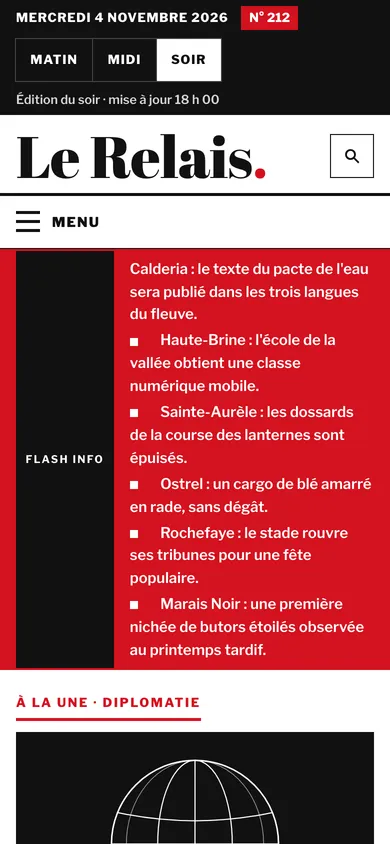 MERCREDI 4 NOVEMBRE 2026 N° 212
MATIN MIDI SOIR
Édition du soir · mise à jour 18 h 00
Le Relais.
MENU
FLASH INFO
Calderia : le texte du pacte de l'eau
sera publié dans les trois langues
du fleuve.
Haute-Brine : l'école de la
vallée obtient une classe
numérique mobile.
Sainte-Aurèle : les dossards
de la course des lanternes sont
épuisés.
Ostrel : un cargo de blé amarré
en rade, sans dégât.
Rochefaye : le stade rouvre
ses tribunes pour une fête
populaire.
Marais Noir : une première
nichée de butors étoilés observée
au printemps tardif.
À LA UNE · DIPLOMATIE